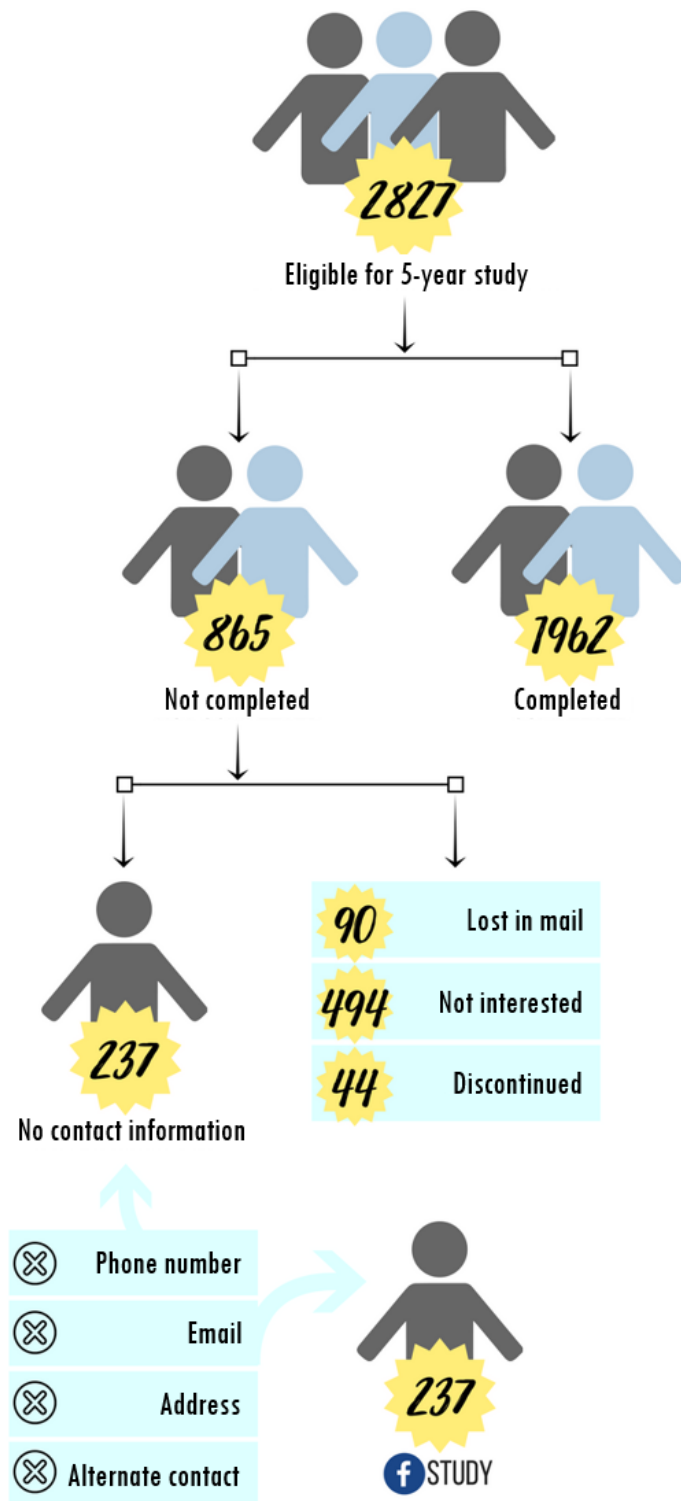 2827
Eligible for 5-year study
865
Not completed
1962
Completed
237
No contact information
90 Lost in mail
494 Not interested
44 Discontinued
Phone number
Email
Address
Alternate contact
237
f STUDY